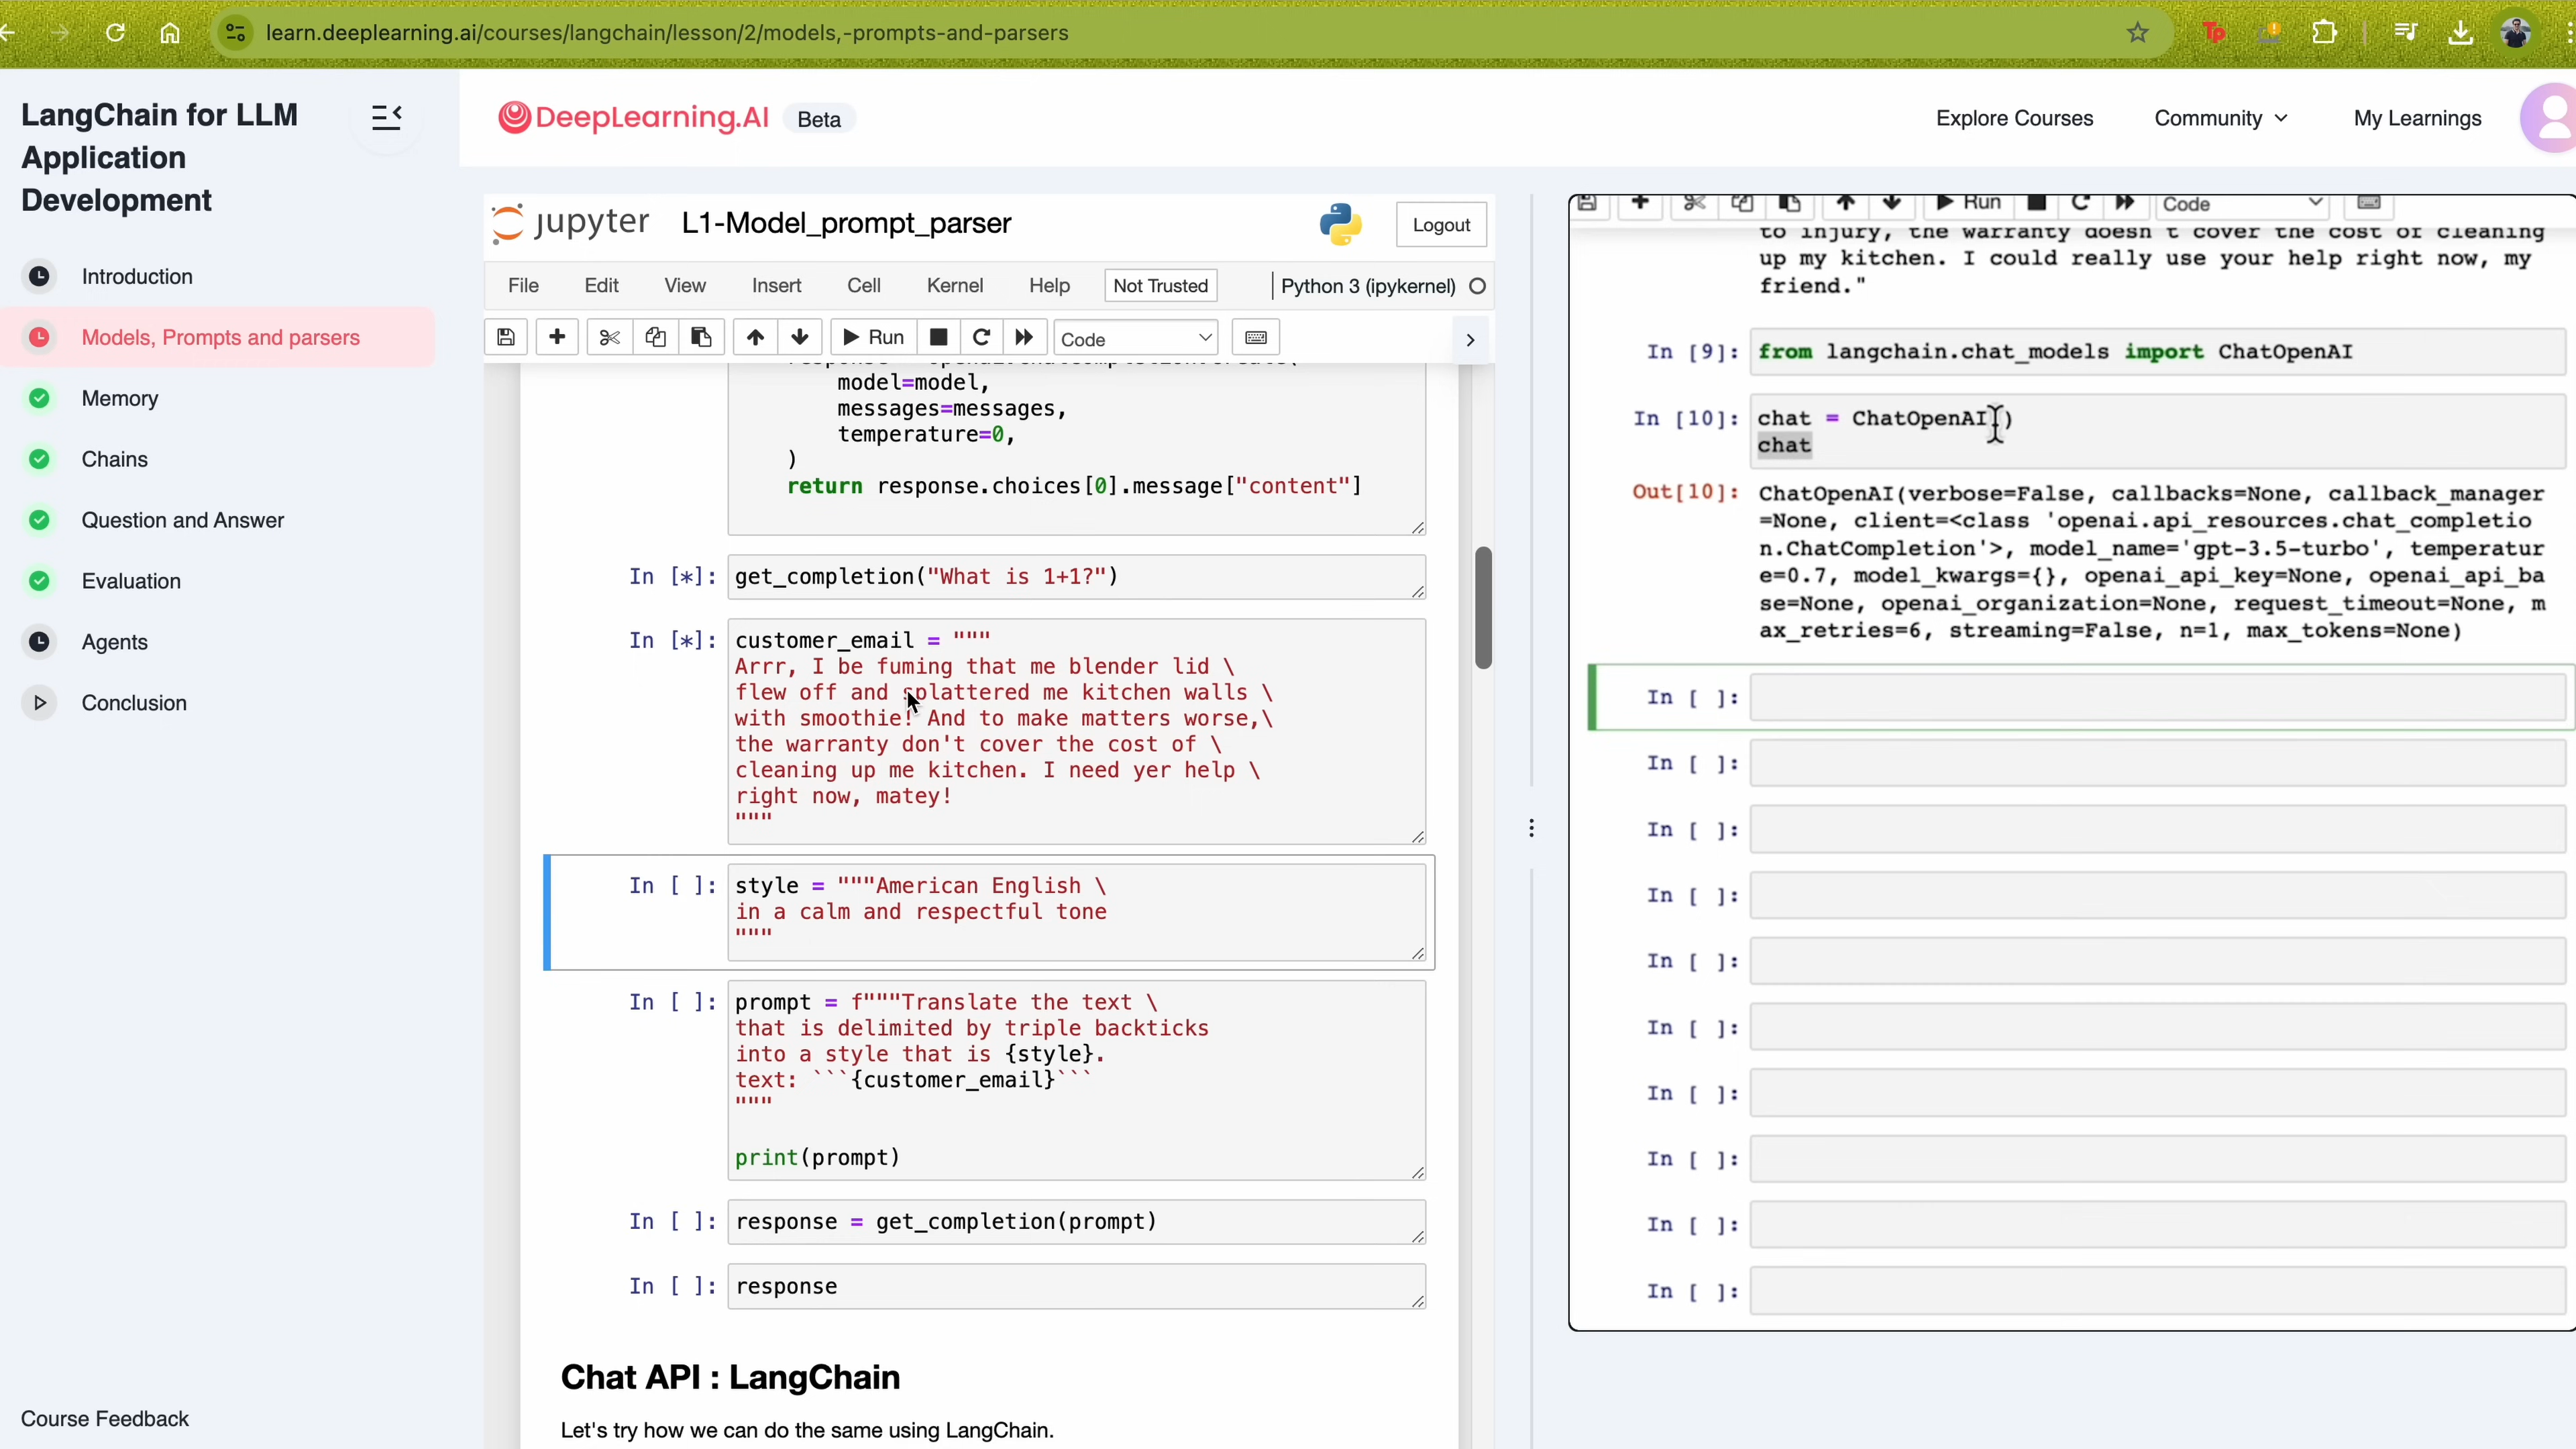 learn.deeplearning.ai/courses/langchain/lesson/2/models,-prompts-and-parsers
LangChain for LLM
Application
Development
Introduction
Models, Prompts and parsers
Memory
Chains
Question and Answer
Evaluation
Agents
Conclusion
Course Feedback
DeepLearning.AI Beta
Explore Courses Community My Learnings
jupyter L1-Model_prompt_parser Logout
File Edit View Insert Cell Kernel Help Not Trusted Python 3 (ipykernel)
Run Code
model=model,
messages=messages,
temperature=0,
)
return response.choices[0].message["content"]
In [*]: get_completion("What is 1+1?")
In [*]: customer_email = """
Arrr, I be fuming that me blender lid \
flew off and splattered me kitchen walls \
with smoothie! And to make matters worse,\
the warranty don't cover the cost of \
cleaning up me kitchen. I need yer help \
right now, matey!
"""
In [ ]: style = """American English \
in a calm and respectful tone
"""
In [ ]: prompt = f"""Translate the text \
that is delimited by triple backticks
into a style that is {style}.
text: ```{customer_email}```
"""
print(prompt)
In [ ]: response = get_completion(prompt)
In [ ]: response
Chat API : LangChain
Let's try how we can do the same using LangChain.
Run Code
to injury, the warranty doesn't cover the cost of cleaning
up my kitchen. I could really use your help right now, my
friend."
In [9]: from langchain.chat_models import ChatOpenAI
In [10]: chat = ChatOpenAI()
chat
Out[10]: ChatOpenAI(verbose=False, callbacks=None, callback_manager
=None, client=<class 'openai.api_resources.chat_completio
n.ChatCompletion'>, model_name='gpt-3.5-turbo', temperatur
e=0.7, model_kwargs={}, openai_api_key=None, openai_api_ba
se=None, openai_organization=None, request_timeout=None, m
ax_retries=6, streaming=False, n=1, max_tokens=None)
In [ ]:
In [ ]:
In [ ]:
In [ ]:
In [ ]:
In [ ]:
In [ ]:
In [ ]:
In [ ]:
In [ ]: